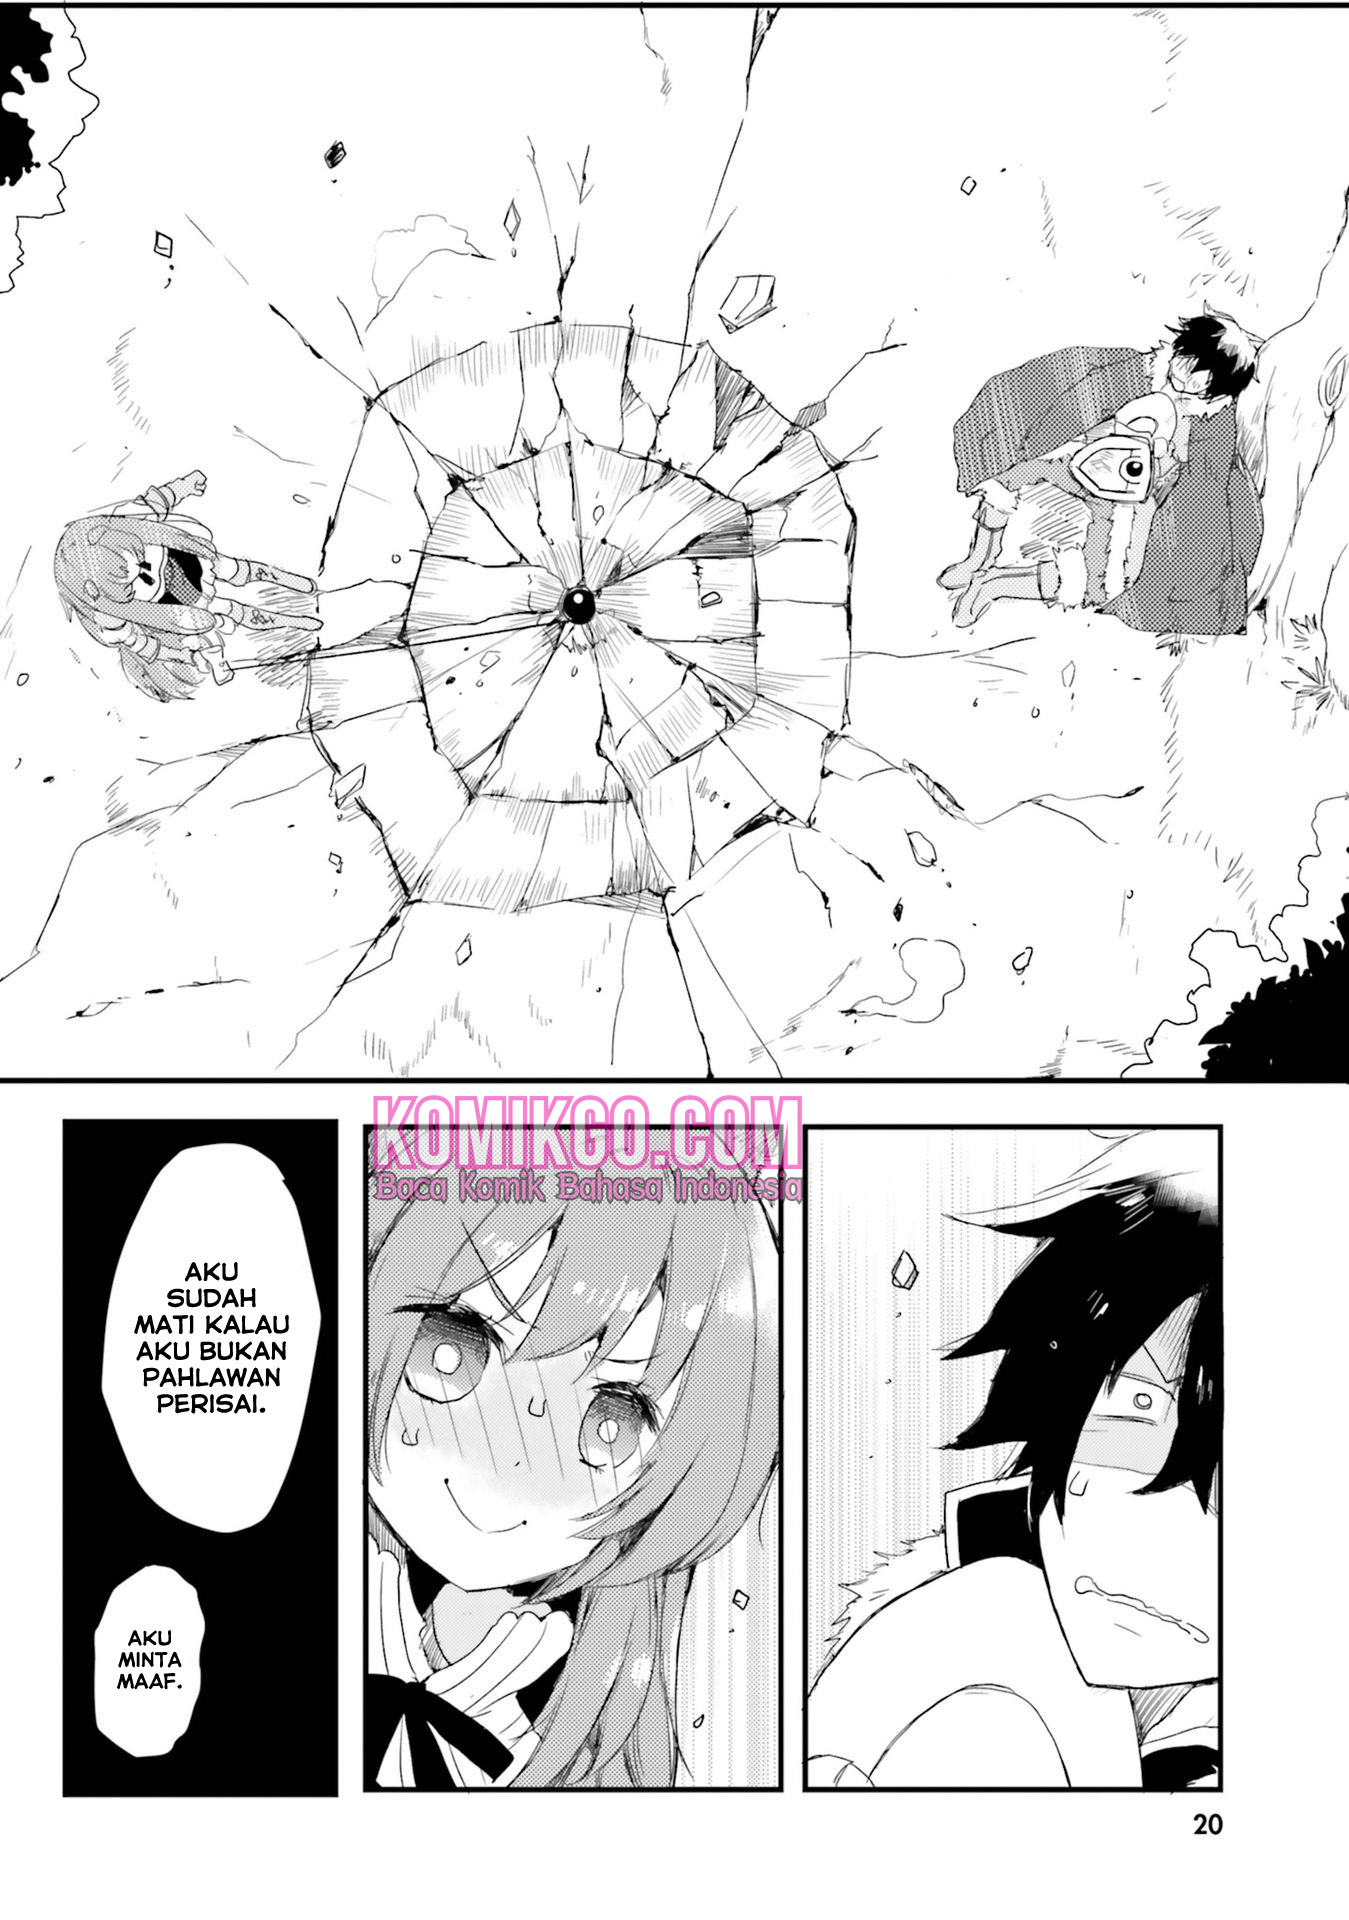 KOMIKGO.COM
Baca Komik Bahasa Indonesia
AKU
SUDAH
MATI KALAU
AKU BUKAN
PAHLAWAN
PERISAI.
AKU
MINTA
MAAF.
20